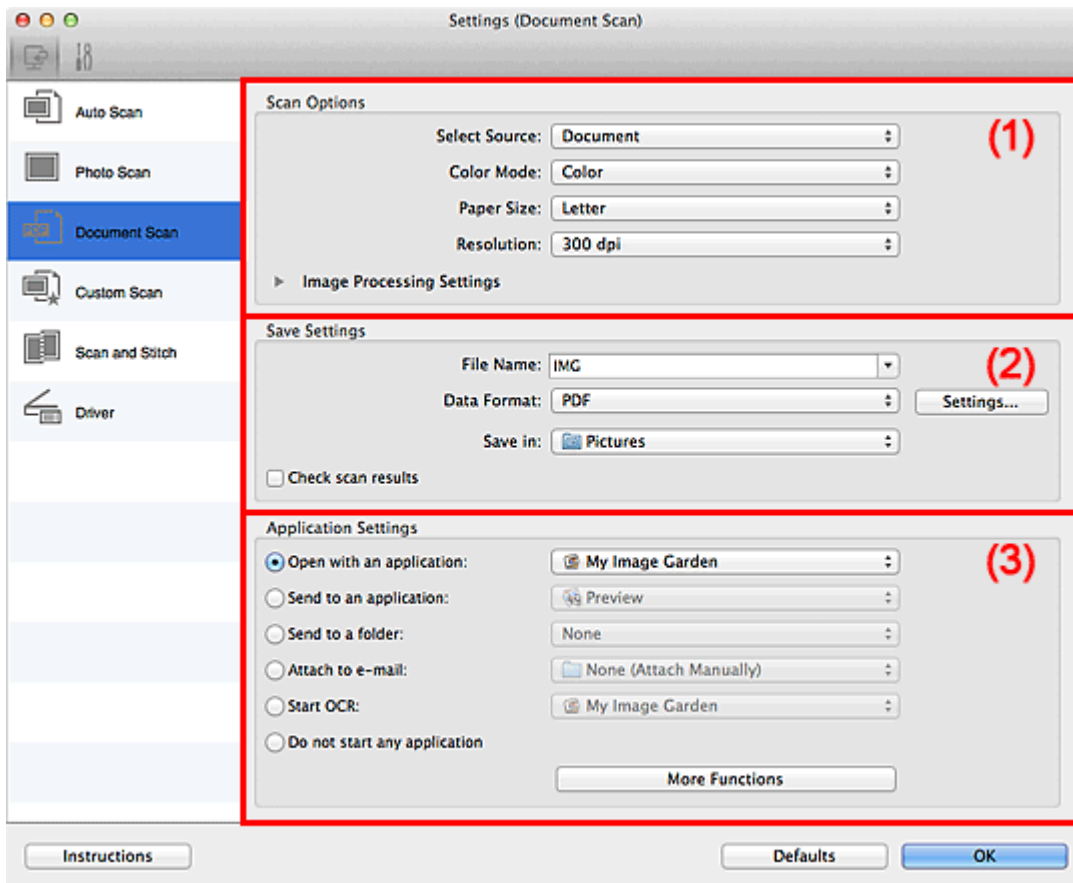 Settings (Document Scan)
Auto Scan
Photo Scan
PDF
Document Scan
Custom Scan
Scan and Stitch
Driver
Scan Options
(1)
Select Source: Document
Color Mode: Color
Paper Size: Letter
Resolution: 300 dpi
Image Processing Settings
Save Settings
(2)
File Name: IMG
Data Format: PDF Settings...
Save in: Pictures
Check scan results
Application Settings
(3)
Open with an application: My Image Garden
Send to an application: Preview
Send to a folder: None
Attach to e-mail: None (Attach Manually)
Start OCR: My Image Garden
Do not start any application
More Functions
Instructions Defaults OK